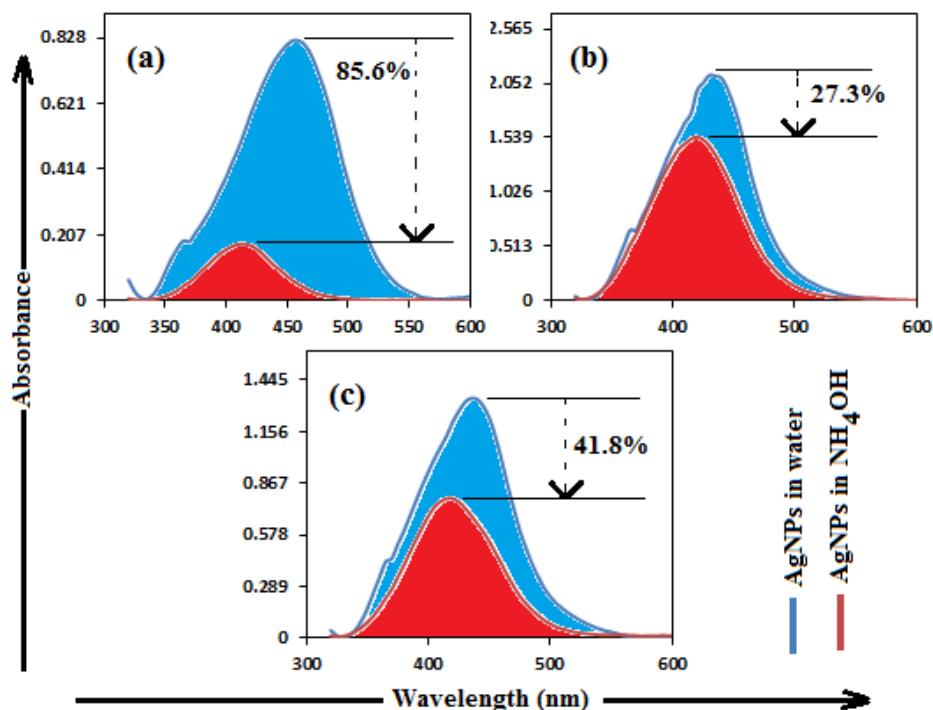 Absorbance
(a)
0.828
0.621
0.414
0.207
0
85.6%
300 350 400 450 500 550 600
(b)
2.565
2.052
1.539
1.026
0.513
0
27.3%
300 400 500 600
(c)
1.445
1.156
0.867
0.578
0.289
0
41.8%
300 400 500 600
Wavelength (nm)
AgNPs in water
AgNPs in NH4OH